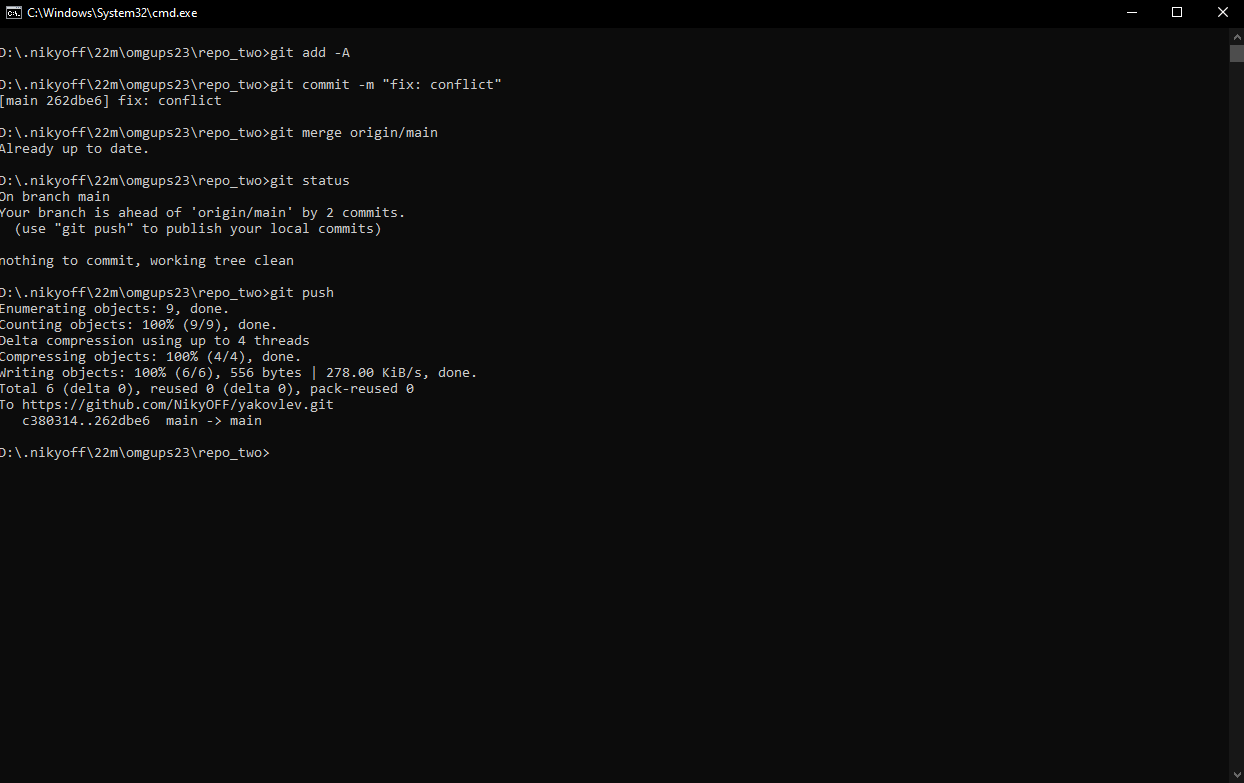 C:\Windows\System32\cmd.exe
D:\.nikyoff\22m\omgups23\repo_two>git add -A
D:\.nikyoff\22m\omgups23\repo_two>git commit -m "fix: conflict"
[main 262dbe6] fix: conflict
D:\.nikyoff\22m\omgups23\repo_two>git merge origin/main
Already up to date.
D:\.nikyoff\22m\omgups23\repo_two>git status
On branch main
Your branch is ahead of 'origin/main' by 2 commits.
  (use "git push" to publish your local commits)
nothing to commit, working tree clean
D:\.nikyoff\22m\omgups23\repo_two>git push
Enumerating objects: 9, done.
Counting objects: 100% (9/9), done.
Delta compression using up to 4 threads
Compressing objects: 100% (4/4), done.
Writing objects: 100% (6/6), 556 bytes | 278.00 KiB/s, done.
Total 6 (delta 0), reused 0 (delta 0), pack-reused 0
To https://github.com/NikyOFF/yakovlev.git
   c380314..262dbe6  main -> main
D:\.nikyoff\22m\omgups23\repo_two>